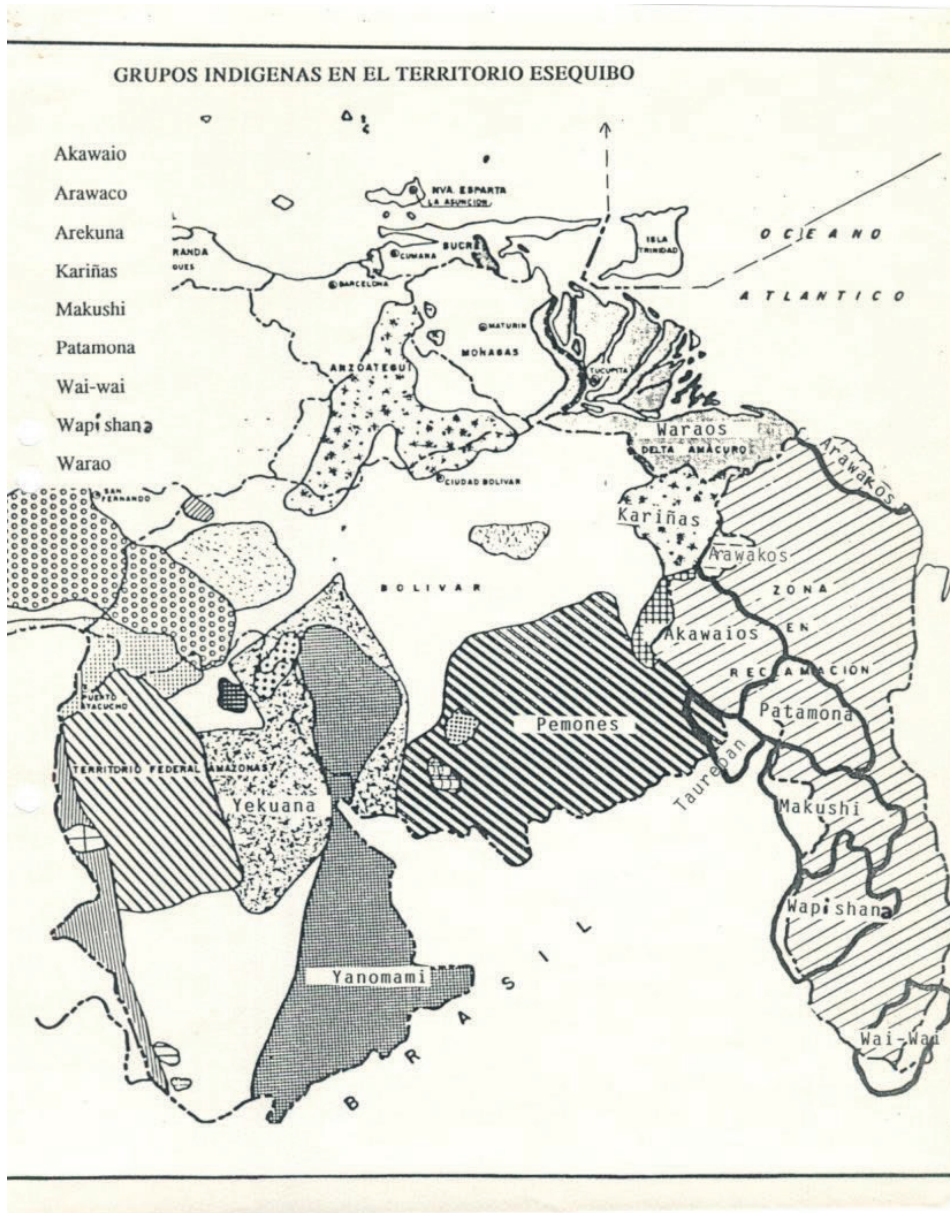 GRUPOS INDIGENAS EN EL TERRITORIO ESEQUIBO
Akawaio
Arawaco
Arekuna
Kariñas
Makushi
Patamona
Wai-wai
Wapishana
Warao
NVA. ESPARTA
LA ASUNCION
RANDA
QUES
SUCRE
CUMANA
BARCELONA
ISLA
TRINIDAD
OCEANO
ATLANTICO
MATURIN
MONAGAS
ANZOATEGUI
TUCUPITA
Waraos
DELTA AMACURO
Arawakos
SAN
FERNANDO
CIUDAD BOLIVAR
Kariñas
Arawakos
BOLIVAR
ZONA
EN
RECLAMACIÓN
Akawaios
Patamona
PUERTO
AYACUCHO
Pemones
Taurepan
TERRITORIO FEDERAL AMAZONAS
Yekuana
Makushi
Wapishana
Yanomami
BRASIL
Wai-Wai